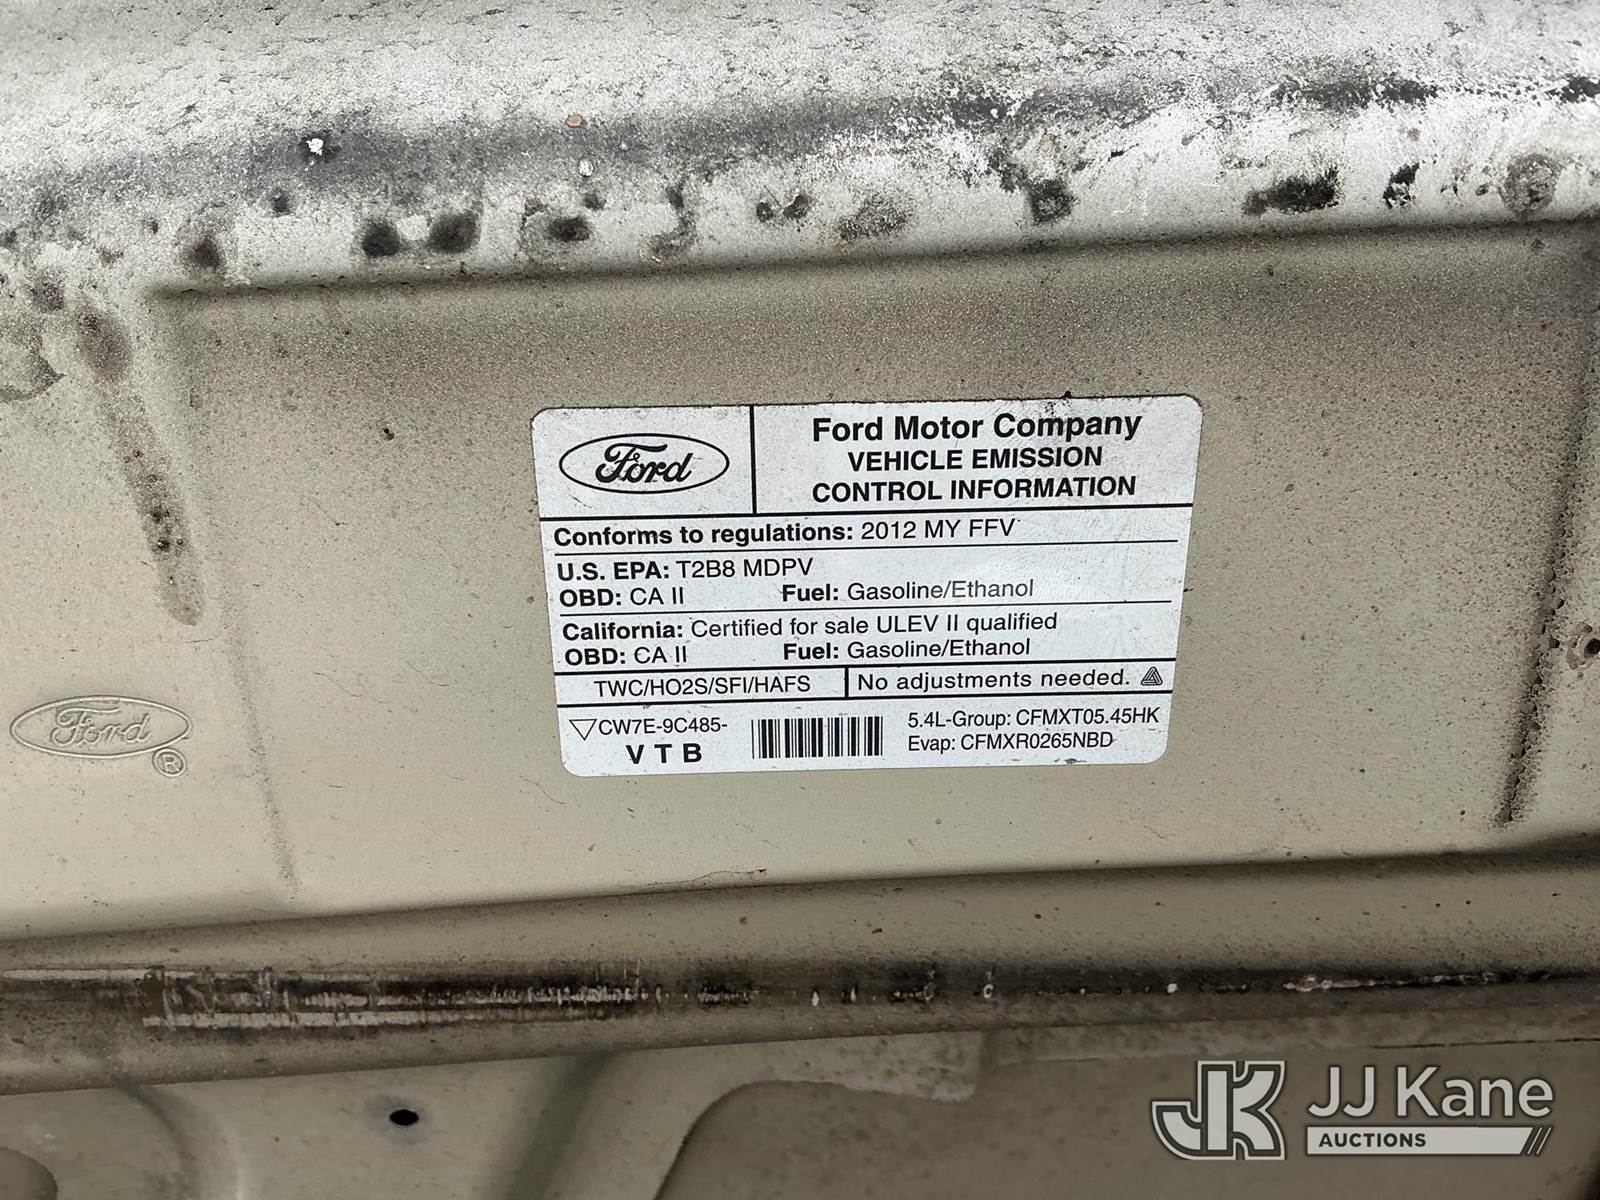 Ford
Ford Motor Company
VEHICLE EMISSION
CONTROL INFORMATION
Conforms to regulations: 2012 MY FFV
U.S. EPA: T2B8 MDPV
OBD: CA II Fuel: Gasoline/Ethanol
California: Certified for sale ULEV II qualified
OBD: CA II Fuel: Gasoline/Ethanol
TWC/HO2S/SFI/HAFS No adjustments needed.
CW7E-9C485-
VTB
5.4L-Group: CFMXT05.45HK
Evap: CFMXR0265NBD
Ford
®
JK JJ Kane
AUCTIONS